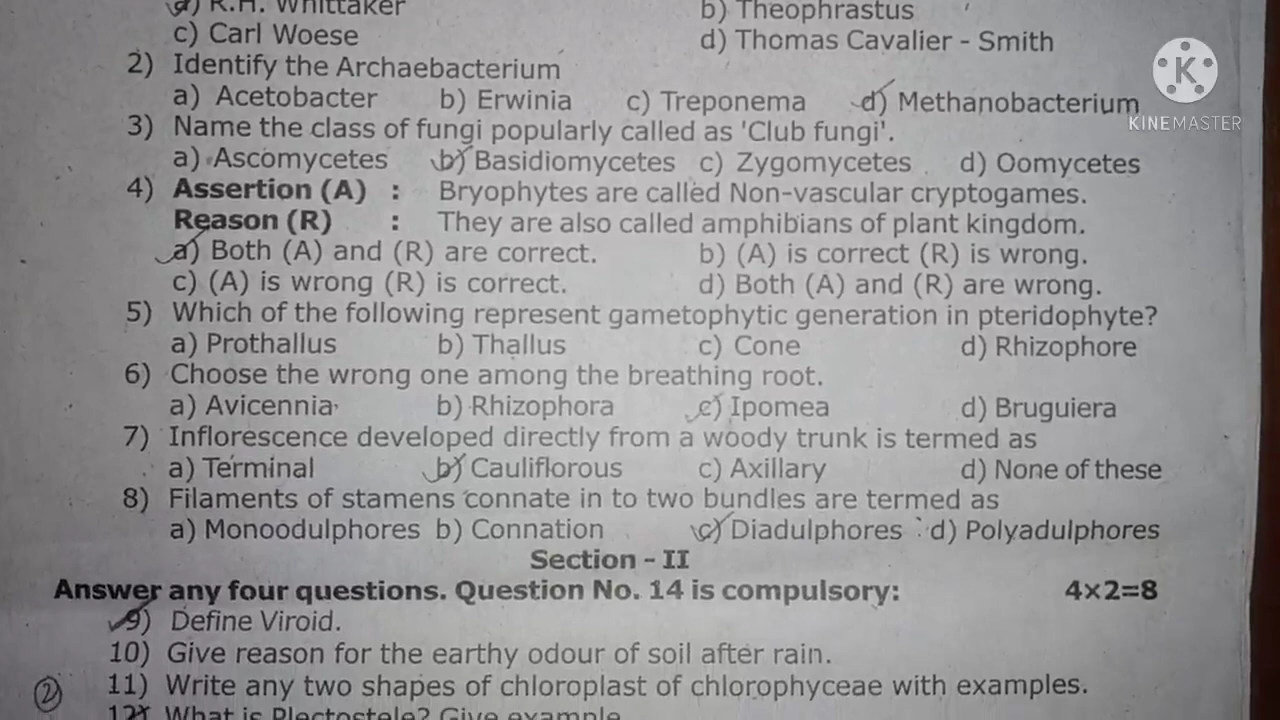 a) R.H. Whittaker b) Theophrastus
c) Carl Woese d) Thomas Cavalier - Smith
2) Identify the Archaebacterium
a) Acetobacter b) Erwinia c) Treponema d) Methanobacterium
K
KINEMASTER
3) Name the class of fungi popularly called as 'Club fungi'.
a) Ascomycetes b) Basidiomycetes c) Zygomycetes d) Oomycetes
4) Assertion (A) : Bryophytes are called Non-vascular cryptogames.
Reason (R) : They are also called amphibians of plant kingdom.
a) Both (A) and (R) are correct. b) (A) is correct (R) is wrong.
c) (A) is wrong (R) is correct. d) Both (A) and (R) are wrong.
5) Which of the following represent gametophytic generation in pteridophyte?
a) Prothallus b) Thallus c) Cone d) Rhizophore
6) Choose the wrong one among the breathing root.
a) Avicennia b) Rhizophora c) Ipomea d) Bruguiera
7) Inflorescence developed directly from a woody trunk is termed as
a) Terminal b) Cauliflorous c) Axillary d) None of these
8) Filaments of stamens connate in to two bundles are termed as
a) Monoodulphores b) Connation c) Diadulphores d) Polyadulphores
Section - II
Answer any four questions. Question No. 14 is compulsory: 4x2=8
9) Define Viroid.
10) Give reason for the earthy odour of soil after rain.
2 11) Write any two shapes of chloroplast of chlorophyceae with examples.
12) What is Plectostele? Give example.